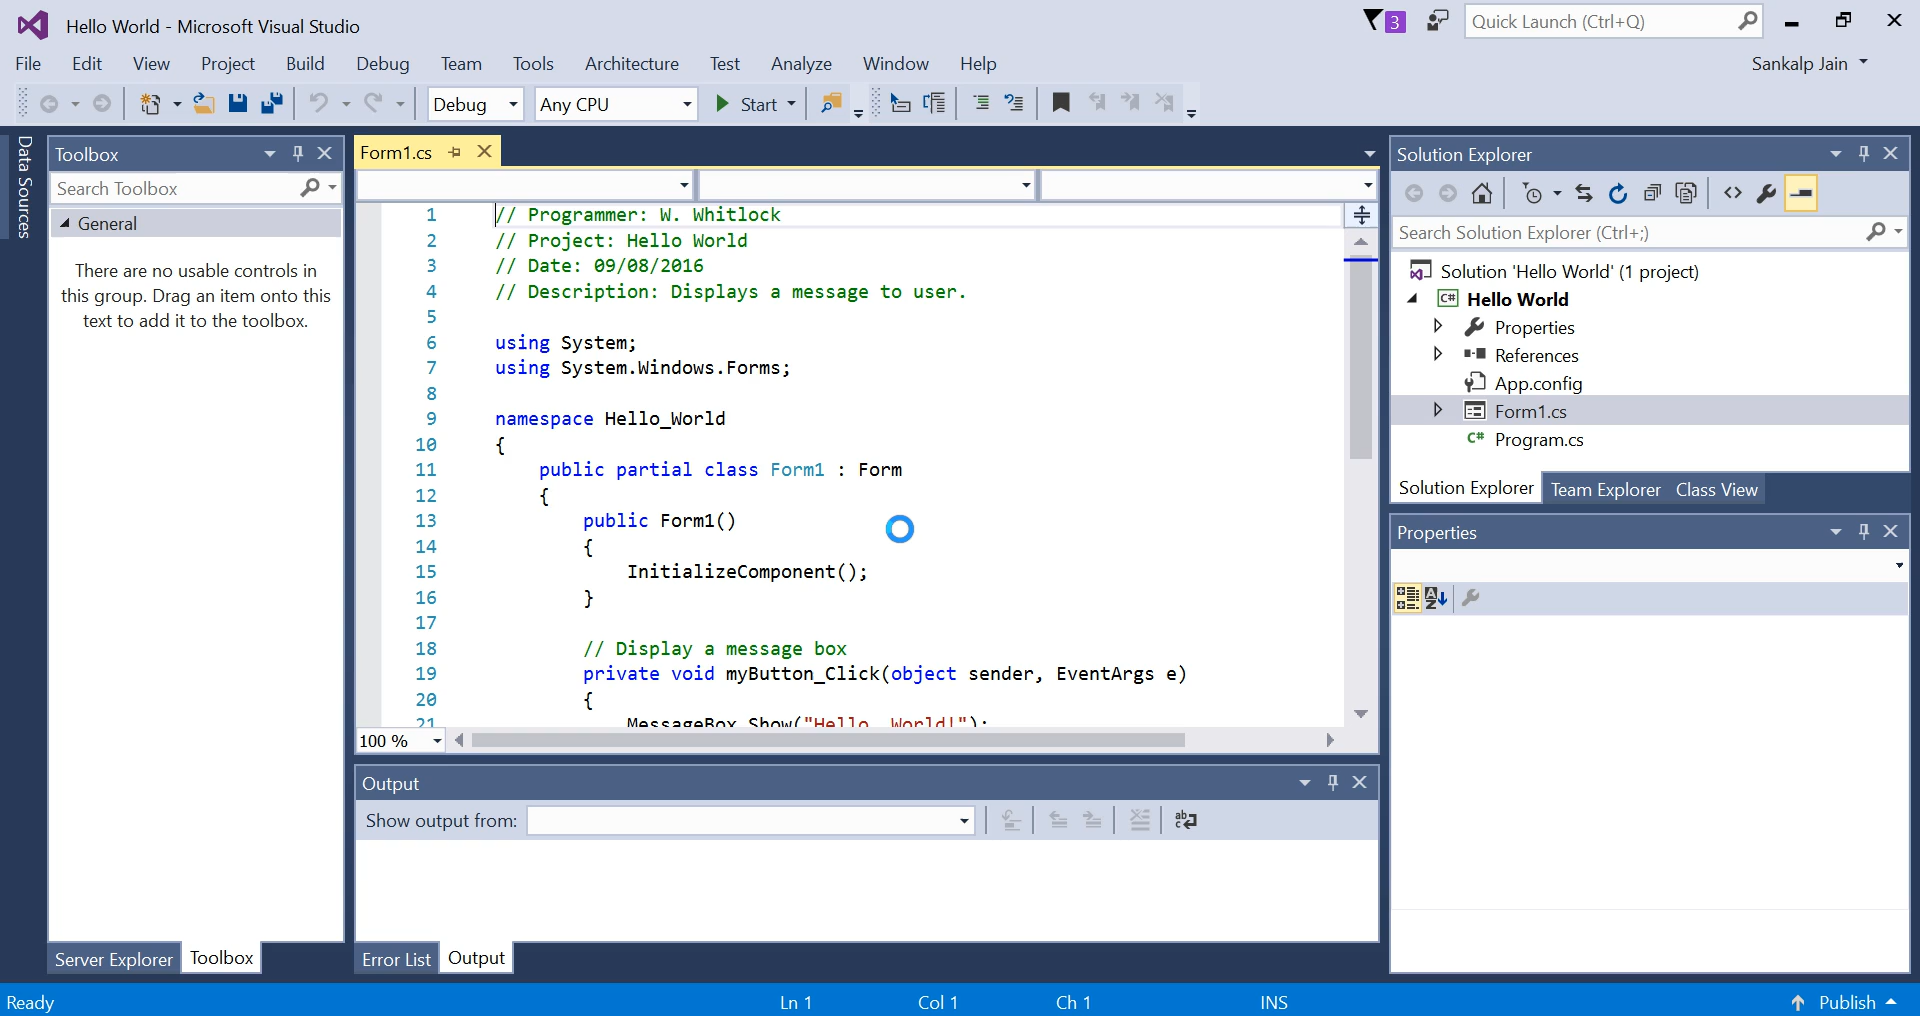 Hello World - Microsoft Visual Studio
3
Quick Launch (Ctrl+Q)
File Edit View Project Build Debug Team Tools Architecture Test Analyze Window Help
Sankalp Jain
Debug Any CPU Start
Data Sources
Toolbox
Search Toolbox
General
There are no usable controls in
this group. Drag an item onto this
text to add it to the toolbox.
Server Explorer Toolbox
Form1.cs
1 // Programmer: W. Whitlock
2 // Project: Hello World
3 // Date: 09/08/2016
4 // Description: Displays a message to user.
5
6 using System;
7 using System.Windows.Forms;
8
9 namespace Hello_World
10 {
11 public partial class Form1 : Form
12 {
13 public Form1()
14 {
15 InitializeComponent();
16 }
17
18 // Display a message box
19 private void myButton_Click(object sender, EventArgs e)
20 {
21 MessageBox.Show("Hello, World!");
100 %
Output
Show output from:
Error List Output
Solution Explorer
Search Solution Explorer (Ctrl+;)
Solution 'Hello World' (1 project)
C# Hello World
Properties
References
App.config
Form1.cs
C# Program.cs
Solution Explorer Team Explorer Class View
Properties
Ready Ln 1 Col 1 Ch 1 INS Publish